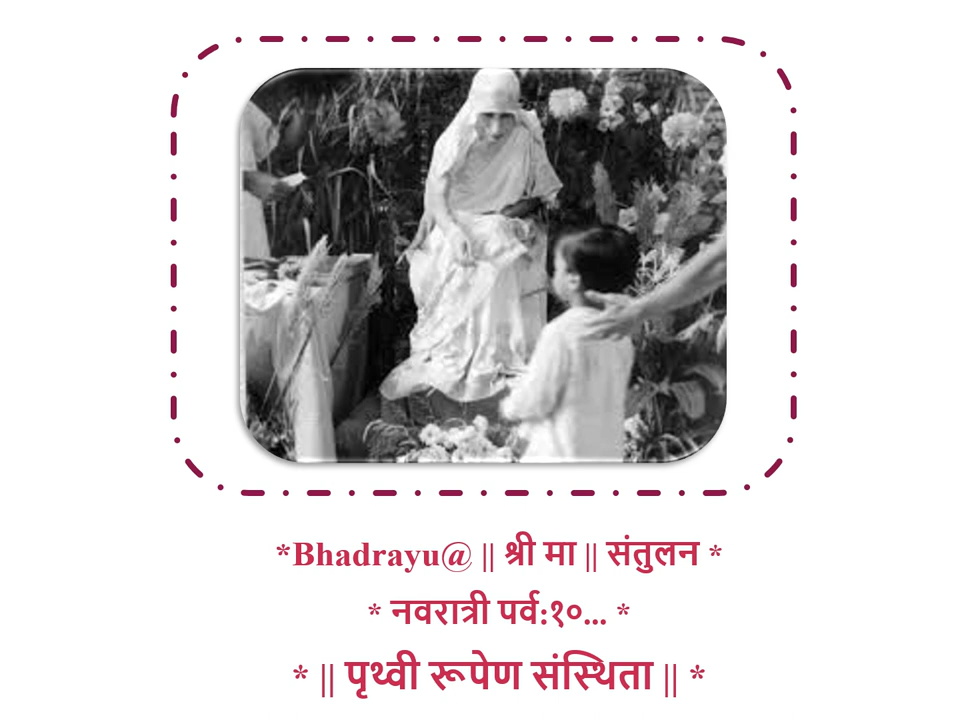 *Bhadrayu@ || श्री मा || संतुलन *
* नवरात्री पर्व:१०... *
* || पृथ्वी रूपेण संस्थिता || *